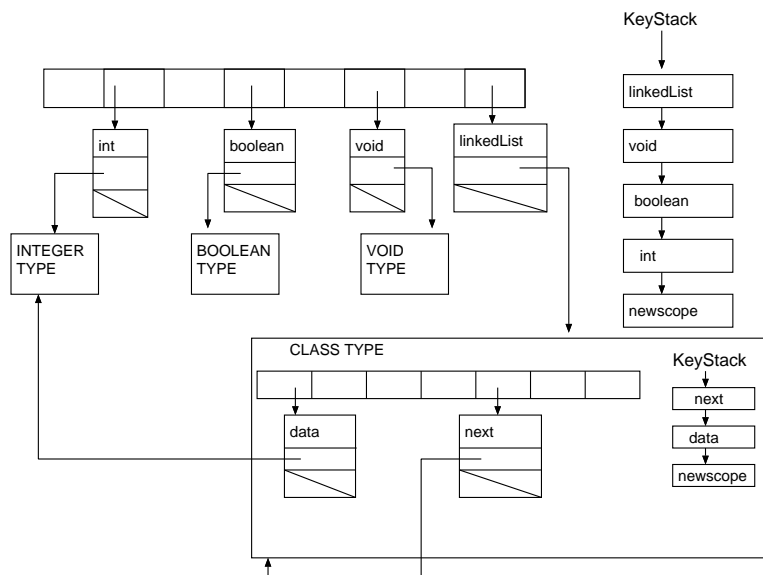 KeyStack
linkedList
void
boolean
int
newscope
int
boolean
void
linkedList
INTEGER
TYPE
BOOLEAN
TYPE
VOID
TYPE
CLASS TYPE
data
next
KeyStack
next
data
newscope